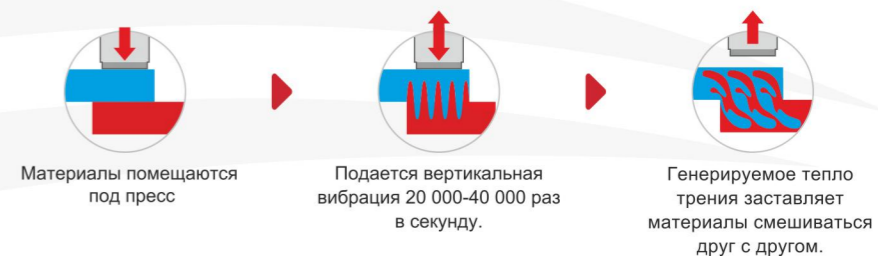 Материалы помещаются
под пресс
Подается вертикальная
вибрация 20 000-40 000 раз
в секунду.
Генерируемое тепло
трения заставляет
материалы смешиваться
друг с другом.